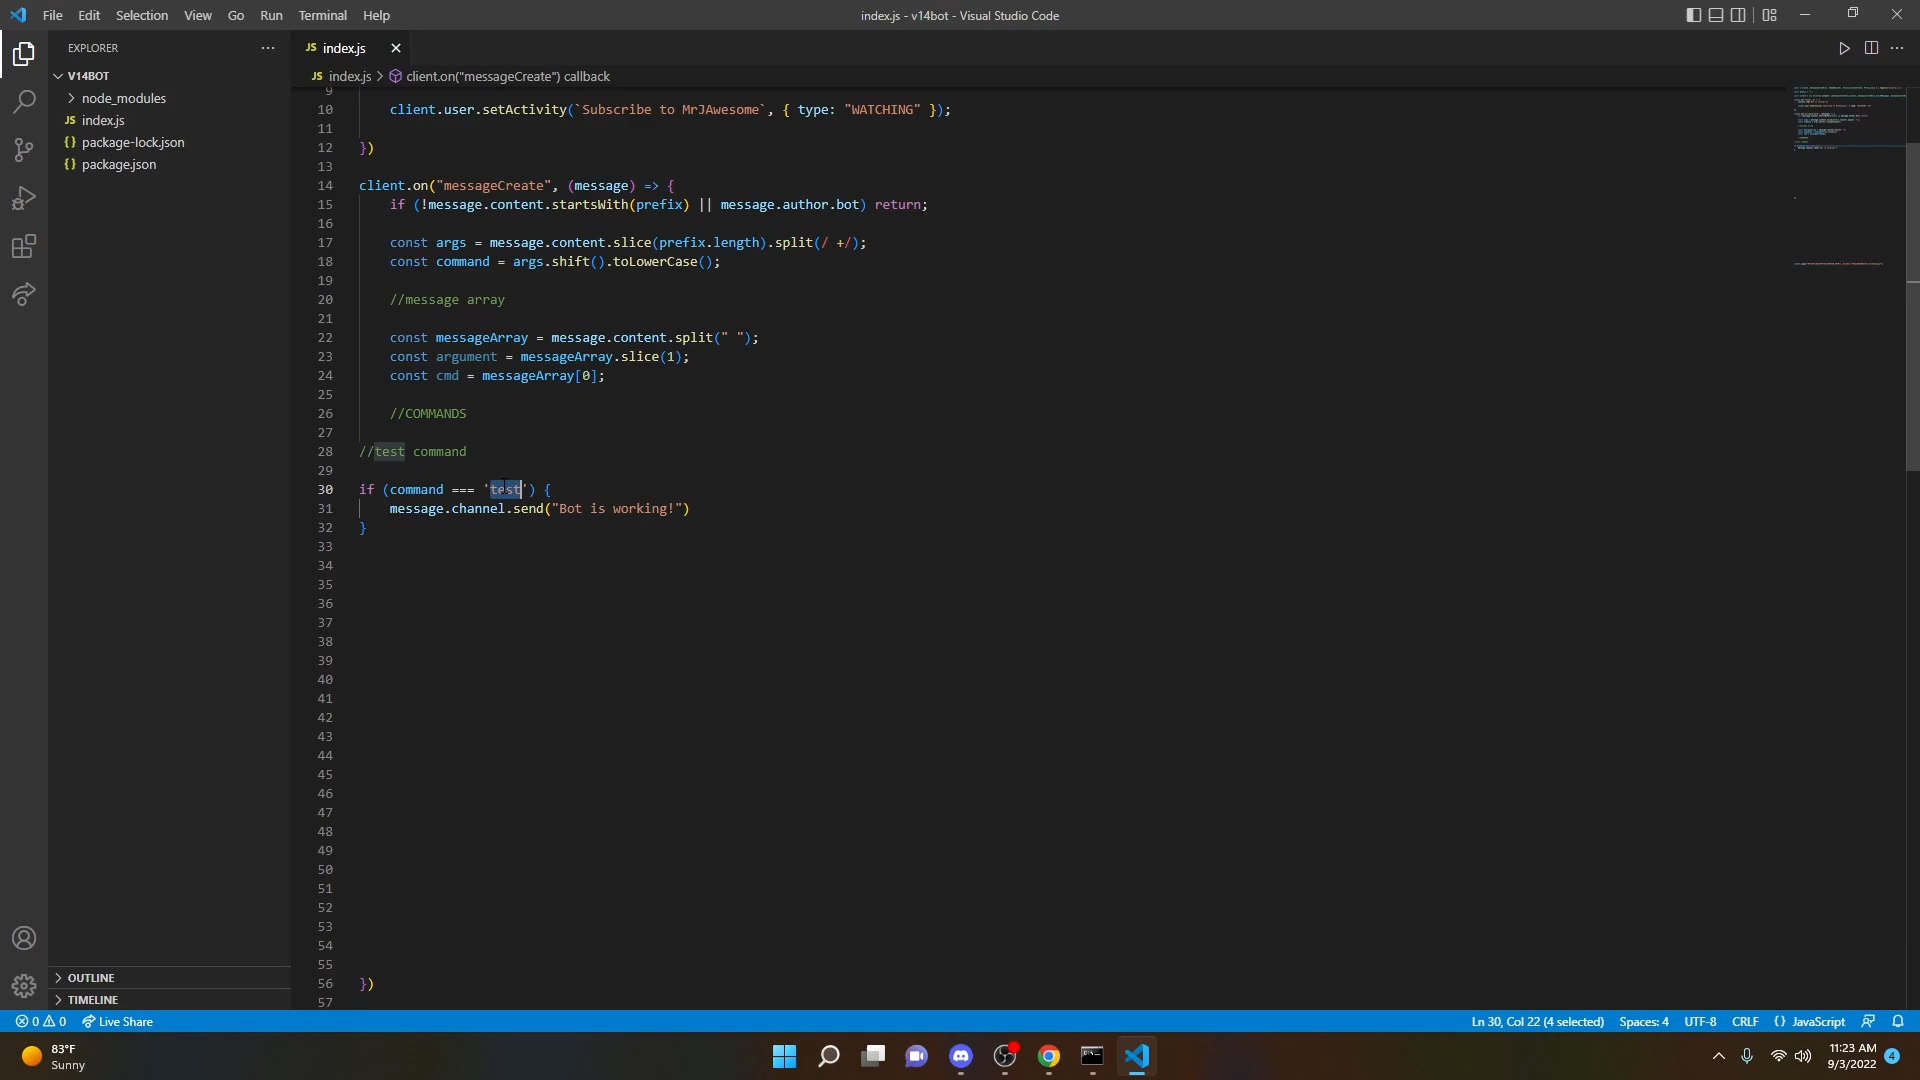 File Edit Selection View Go Run Terminal Help
index.js - v14bot - Visual Studio Code
EXPLORER
V14BOT
node_modules
JS index.js
{} package-lock.json
{} package.json
OUTLINE
TIMELINE
JS index.js
JS index.js > client.on("messageCreate") callback
9
10 client.user.setActivity(`Subscribe to MrJAwesome`, { type: "WATCHING" });
11
12 })
13
14 client.on("messageCreate", (message) => {
15 if (!message.content.startsWith(prefix) || message.author.bot) return;
16
17 const args = message.content.slice(prefix.length).split(/ +/);
18 const command = args.shift().toLowerCase();
19
20 //message array
21
22 const messageArray = message.content.split(" ");
23 const argument = messageArray.slice(1);
24 const cmd = messageArray[0];
25
26 //COMMANDS
27
28 //test command
29
30 if (command === 'test') {
31 message.channel.send("Bot is working!")
32 }
33
34
35
36
37
38
39
40
41
42
43
44
45
46
47
48
49
50
51
52
53
54
55
56 })
57
0 0 Live Share
Ln 30, Col 22 (4 selected) Spaces: 4 UTF-8 CRLF {} JavaScript
83°F
Sunny
11:23 AM
9/3/2022
4